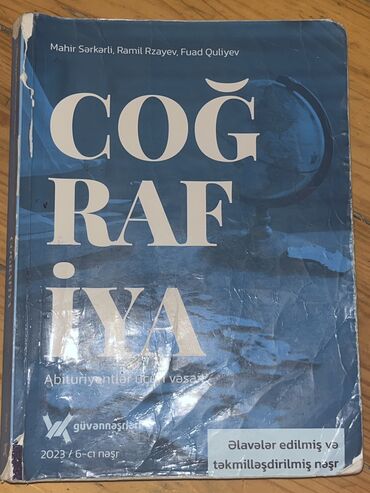 Mahir Sərkərli, Ramil Rzayev, Fuad Quliyev
COĞ
RAF
İYA
Abituriyentlər üçün vəsait
güvənnəşriyyat
2023 / 6-cı nəşr
Əlavələr edilmiş və
təkmilləşdirilmiş nəşr